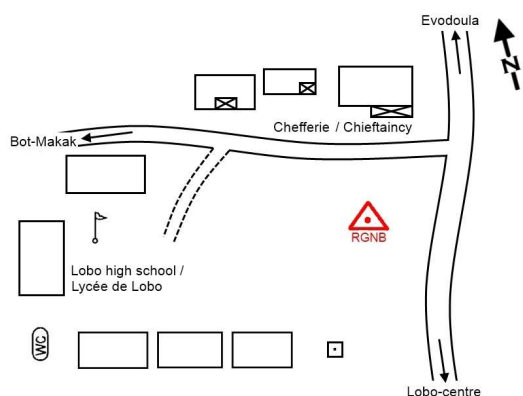 Evodoula
N
Chefferie / Chieftaincy
Bot-Makak
RGNB
Lobo high school /
Lycée de Lobo
WC
Lobo-centre